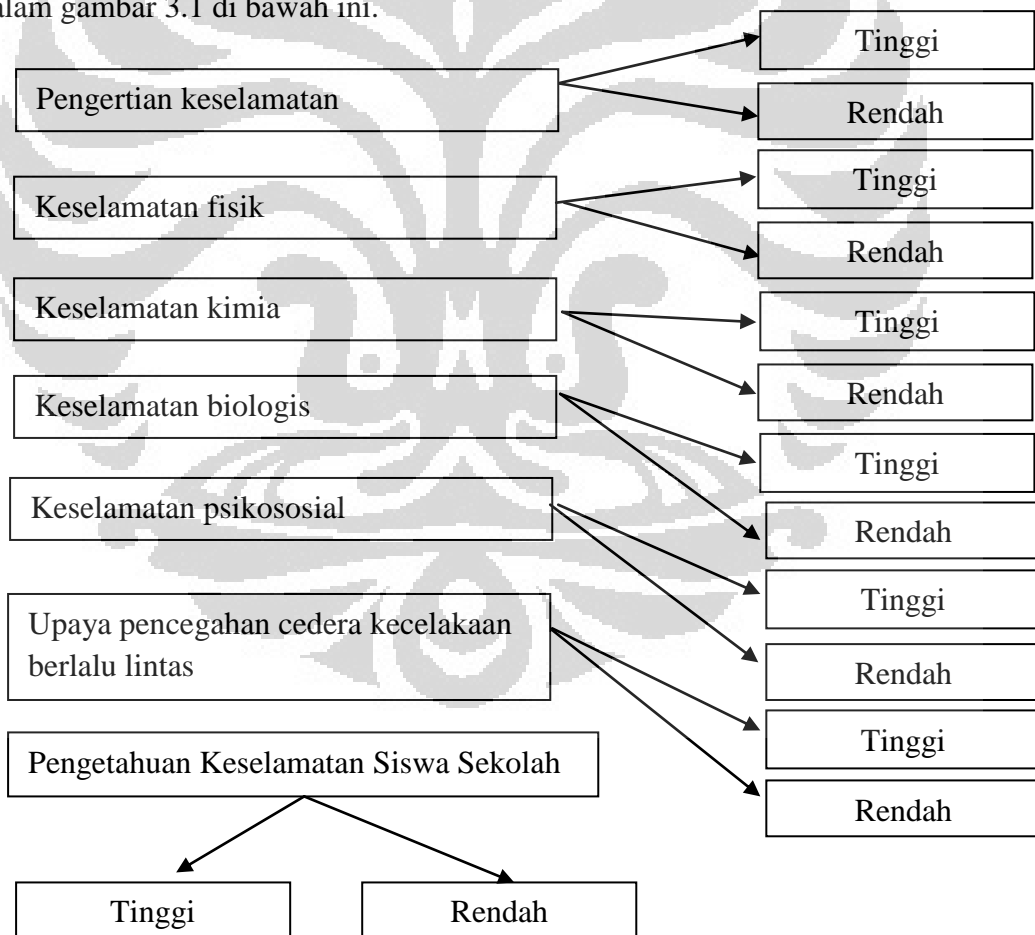 alam gambar 3.1 di bawah ini.
Pengertian keselamatan
Tinggi
Rendah
Keselamatan fisik
Tinggi
Rendah
Keselamatan kimia
Tinggi
Rendah
Keselamatan biologis
Tinggi
Rendah
Keselamatan psikososial
Tinggi
Rendah
Upaya pencegahan cedera kecelakaan
berlalu lintas
Tinggi
Rendah
Pengetahuan Keselamatan Siswa Sekolah
Tinggi
Rendah